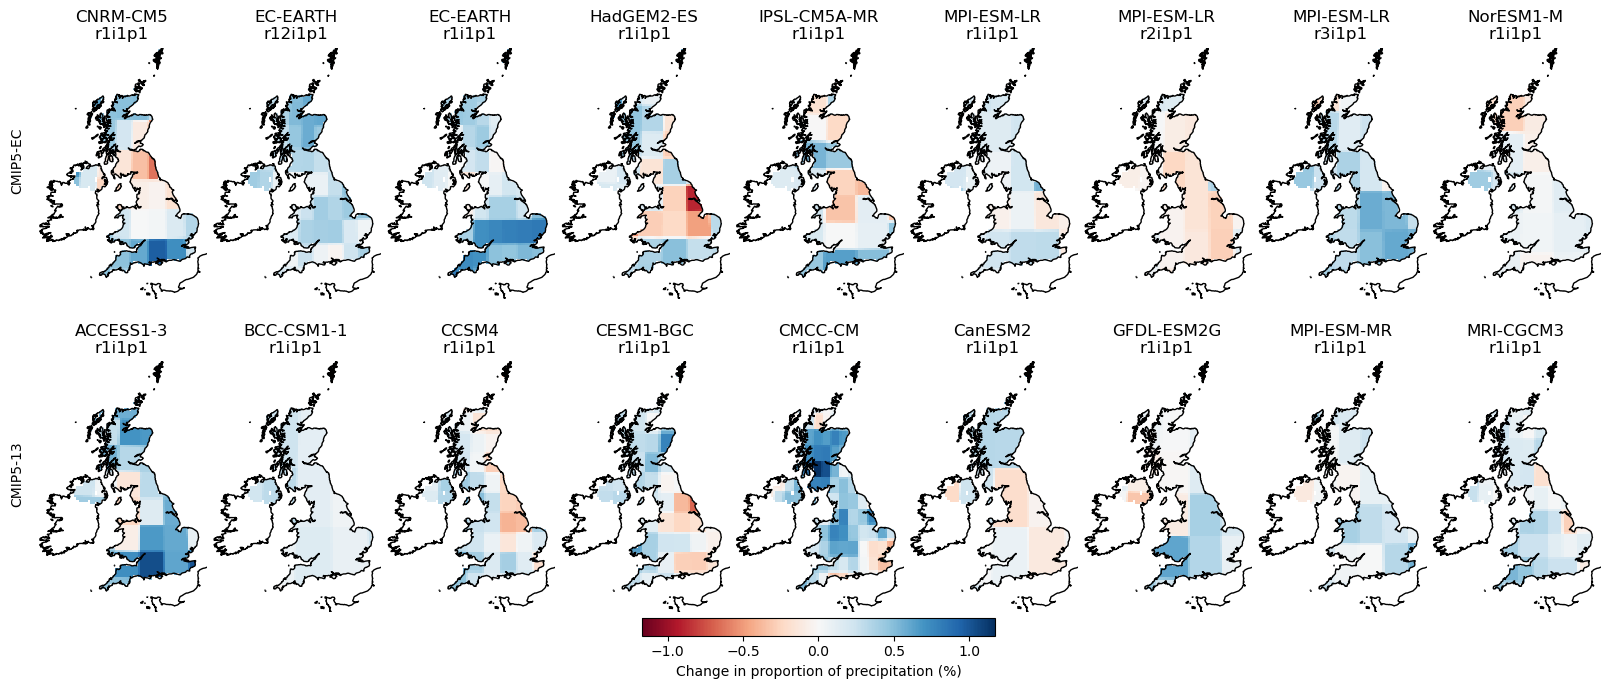 CNRM-CM5 EC-EARTH EC-EARTH HadGEM2-ES IPSL-CM5A-MR MPI-ESM-LR MPI-ESM-LR MPI-ESM-LR NorESM1-M
r1i1p1 r12i1p1 r1i1p1 r1i1p1 r1i1p1 r1i1p1 r2i1p1 r3i1p1 r1i1p1
CMIP5-EC
ACCESS1-3 BCC-CSM1-1 CCSM4 CESM1-BGC CMCC-CM CanESM2 GFDL-ESM2G MPI-ESM-MR MRI-CGCM3
r1i1p1 r1i1p1 r1i1p1 r1i1p1 r1i1p1 r1i1p1 r1i1p1 r1i1p1 r1i1p1
CMIP5-13
−1.0 −0.5 0.0 0.5 1.0
Change in proportion of precipitation (%)